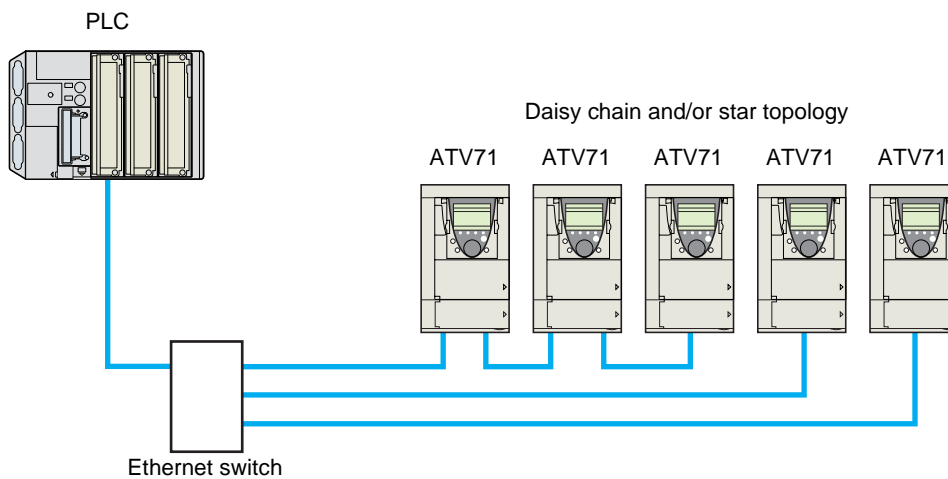 PLC
Daisy chain and/or star topology
ATV71 ATV71 ATV71 ATV71 ATV71
Ethernet switch